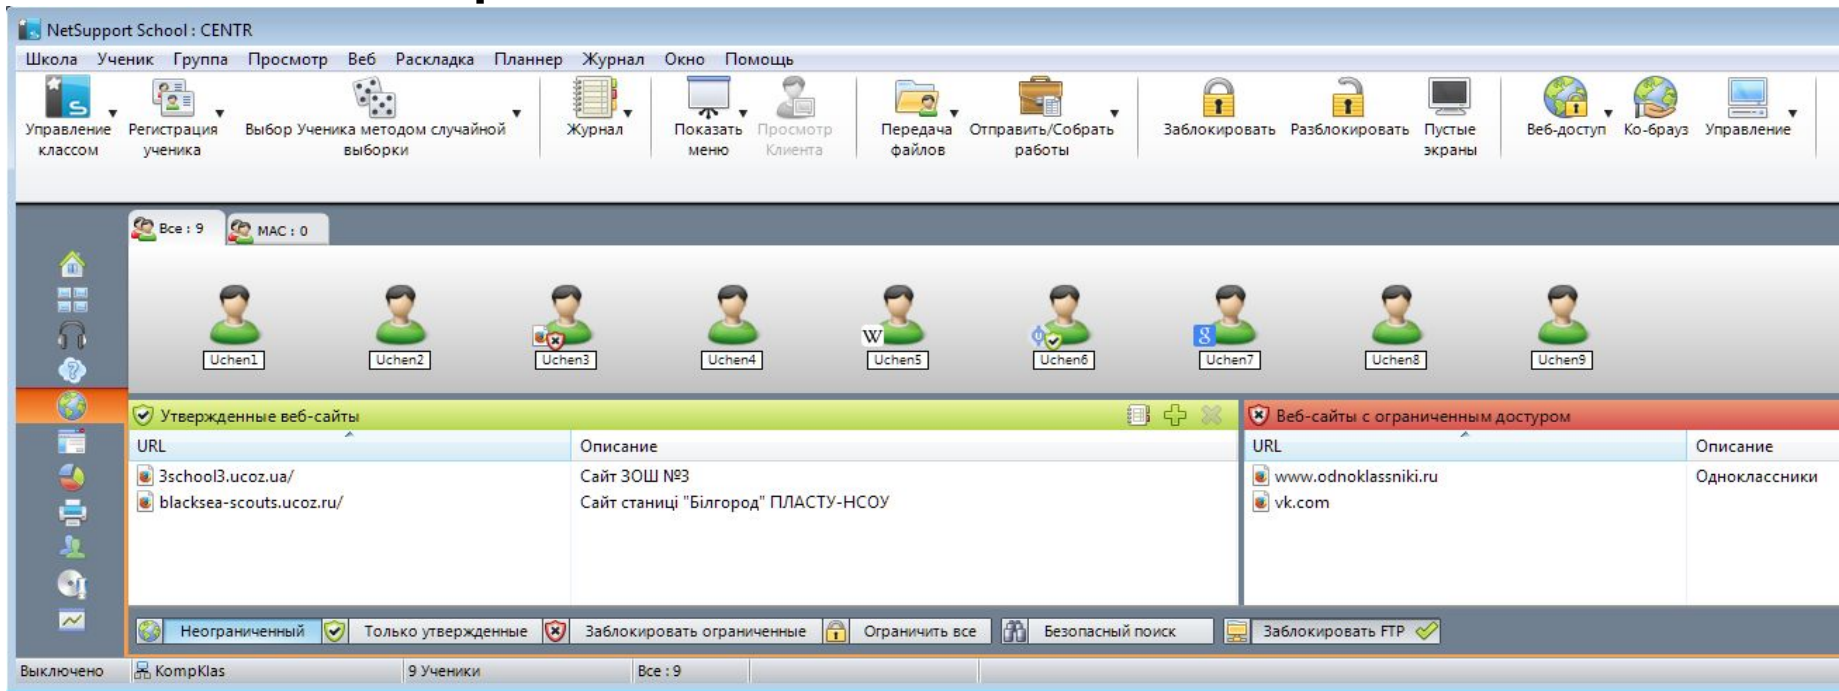 NetSupport School : CENTR
Школа Ученик Группа Просмотр Веб Раскладка Планнер Журнал Окно Помощь
Управление классом
Регистрация ученика
Выбор Ученика методом случайной выборки
Журнал
Показать меню
Просмотр Клиента
Передача файлов
Отправить/Собрать работы
Заблокировать
Разблокировать
Пустые экраны
Веб-доступ
Ко-брауз
Управление
Все : 9
MAC : 0
Uchen1
Uchen2
Uchen3
Uchen4
W
Uchen5
Uchen6
8
Uchen7
Uchen8
Uchen9
Утвержденные веб-сайты
URL Описание
3school3.ucoz.ua/ Сайт ЗОШ №3
blacksea-scouts.ucoz.ru/ Сайт станиці "Білгород" ПЛАСТУ-НСОУ
Веб-сайты с ограниченным достуром
URL Описание
www.odnoklassniki.ru Одноклассники
vk.com
Неограниченный
Только утвержденные
Заблокировать ограниченные
Ограничить все
Безопасный поиск
Заблокировать FTP
Выключено KompKlas 9 Ученики Все : 9